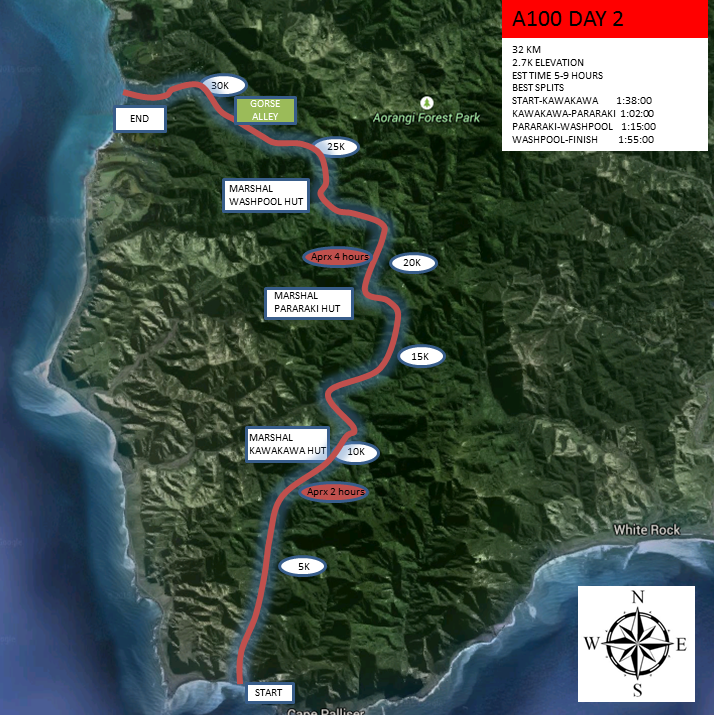 A100 DAY 2
32 KM
2.7K ELEVATION
EST TIME 5-9 HOURS
BEST SPLITS
START-KAWAKAWA 1:38:00
KAWAKAWA-PARARAKI 1:02:00
PARARAKI-WASHPOOL 1:15:00
WASHPOOL-FINISH 1:55:00
30K
GORSE
ALLEY
END
Aorangi Forest Park
25K
MARSHAL
WASHPOOL HUT
Aprx 4 hours
20K
MARSHAL
PARARAKI HUT
15K
MARSHAL
KAWAKAWA HUT
10K
Aprx 2 hours
White Rock
5K
N
W
E
S
START
Cape Palliser